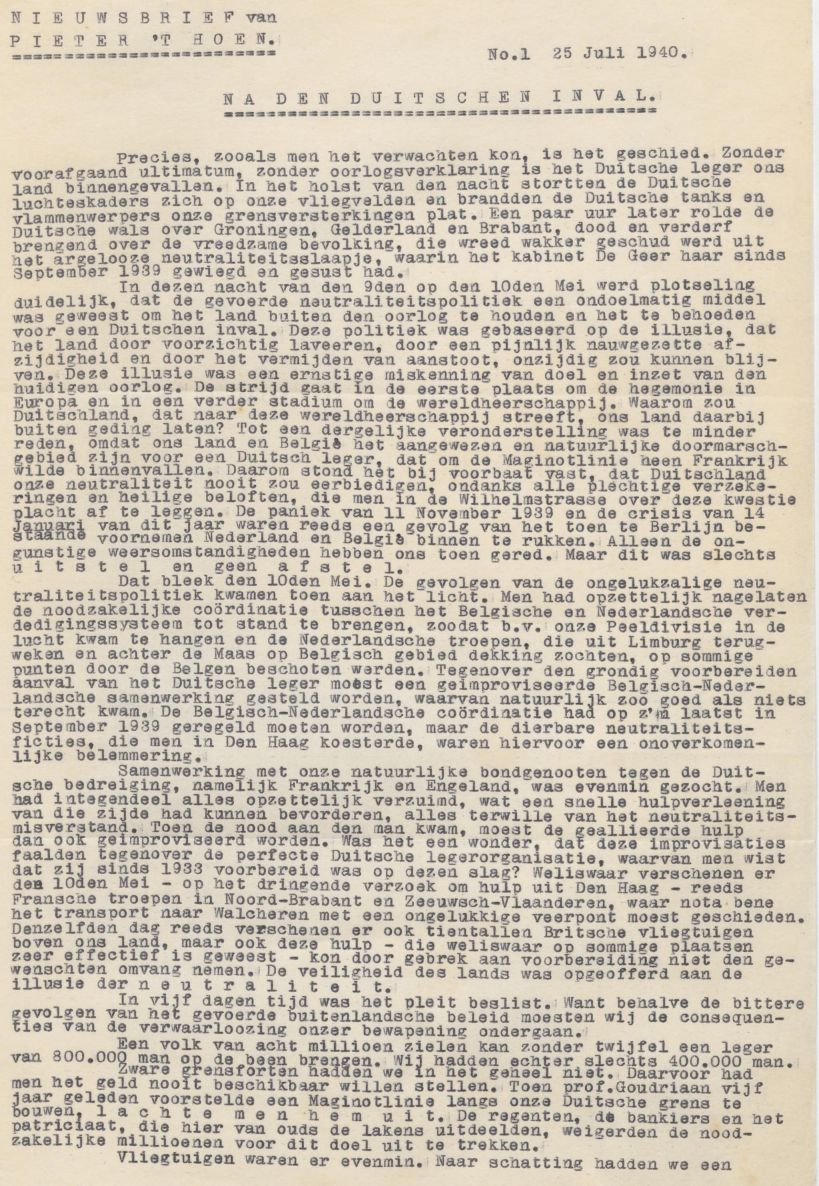 N I E U W S B R I E F van
P I E T E R 'T H O E N.
No.1 25 Juli 1940.
N A D E N D U I T S C H E N I N V A L.
Precies, zooals men het verwachten kon, is het geschied. Zonder
voorafgaand ultimatum, zonder oorlogsverklaring is het Duitsche leger ons
land binnengevallen. In het holst van den nacht stortten de Duitsche
luchteskaders zich op onze vliegvelden en brandden de Duitsche tanks en
vlammenwerpers onze grensversterkingen plat. Een paar uur later rolde de
Duitsche wals over Groningen, Gelderland en Brabant, dood en verderf
brengend over de vreedzame bevolking, die wreed wakker geschud werd uit
het argelooze neutraliteitsslaapje, waarin het kabinet De Geer haar sinds
September 1939 gewiegd en gesust had.
In dezen nacht van den 9den op den 10den Mei werd plotseling
duidelijk, dat de gevoerde neutraliteitspolitiek een ondoelmatig middel
was geweest om het land buiten den oorlog te houden en het te behoeden
voor een Duitschen inval. Deze politiek was gebaseerd op de illusie, dat
het land door voorzichtig laveeren, door een pijnlijk nauwgezette af-
zijdigheid en door het vermijden van aanstoot, onzijdig zou kunnen blij-
ven. Deze illusie was een ernstige miskenning van doel en inzet van den
huidigen oorlog. De strijd gaat in de eerste plaats om de hegemonie in
Europa en in een verder stadium om de wereldheerschappij. Waarom zou
Duitschland, dat naar deze wereldheerschappij streeft, ons land daarbij
buiten geding laten? Tot een dergelijke veronderstelling was te minder
reden, omdat ons land en België het aangewezen en natuurlijke doormarsch-
gebied zijn voor een Duitsch leger, dat om de Maginotlinie heen Frankrijk
wilde binnenvallen. Daarom stond het bij voorbaat vast, dat Duitschland
onze neutraliteit nooit zou eerbiedigen, ondanks alle plechtige verzeke-
ringen en heilige beloften, die men in de Wilhelmstrasse over deze kwestie
placht af te leggen. De paniek van 11 November 1939 en de crisis van 14
Januari van dit jaar waren reeds een gevolg van het toen te Berlijn be-
staande voornemen Nederland en België binnen te rukken. Alleen de on-
gunstige weersomstandigheden hebben ons toen gered. Maar dit was slechts
u i t s t e l en geen a f s t e l.
Dat bleek den 10den Mei. De gevolgen van de ongelukzalige neu-
traliteitspolitiek kwamen toen aan het licht. Men had opzettelijk nagelaten
de noodzakelijke coördinatie tusschen het Belgische en Nederlandsche ver-
dedigingssysteem tot stand te brengen, zoodat b.v. onze Peeldivisie in de
lucht kwam te hangen en de Nederlandsche troepen, die uit Limburg terug-
weken en achter de Maas op Belgisch gebied dekking zochten, op sommige
punten door de Belgen beschoten werden. Tegenover den grondig voorbereiden
aanval van het Duitsche leger moest een geïmproviseerde Belgisch-Neder-
landsche samenwerking gesteld worden, waarvan natuurlijk zoo goed als niets
terecht kwam. De Belgisch-Nederlandsche coördinatie had op z'n laatst in
September 1939 geregeld moeten worden, maar de dierbare neutraliteits-
ficties, die men in Den Haag koesterde, waren hiervoor een onoverkomen-
lijke belemmering.
Samenwerking met onze natuurlijke bondgenooten tegen de Duit-
sche bedreiging, namelijk Frankrijk en Engeland, was evenmin gezocht. Men
had integendeel alles opzettelijk verzuimd, wat een snelle hulpverleening
van die zijde had kunnen bevorderen, alles terwille van het neutraliteits-
misverstand. Toen de nood aan den man kwam, moest de geallieerde hulp
dan ook geïmproviseerd worden. Was het een wonder, dat deze improvisaties
faalden tegenover de perfecte Duitsche legerorganisatie, waarvan men wist
dat zij sinds 1933 voorbereid was op dezen slag? Weliswaar verschenen er
den 10den Mei - op het dringende verzoek om hulp uit Den Haag - reeds
Fransche troepen in Noord-Brabant en Zeeuwsch-Vlaanderen, waar nota bene
het transport naar Walcheren met een ongelukkige veerpont moest geschieden.
Denzelfden dag reeds verschenen er ook tientallen Britsche vliegtuigen
boven ons land, maar ook deze hulp - die weliswaar op sommige plaatsen
zeer effectief is geweest - kon door gebrek aan voorbereiding niet den ge-
wenschten omvang nemen. De veiligheid des lands was opgeofferd aan de
illusie der n e u t r a l i t e i t.
In vijf dagen tijd was het pleit beslist. Want behalve de bittere
gevolgen van het gevoerde buitenlandsche beleid moesten wij de consequen-
ties van de verwaarloozing onzer bewapening ondergaan.
Een volk van acht millioen zielen kan zonder twijfel een leger
van 800.000 man op de been brengen. Wij hadden echter slechts 400.000 man.
Zware grensforten hadden we in het geheel niet. Daarvoor had
men het geld nooit beschikbaar willen stellen. Toen prof.Goudriaan vijf
jaar geleden voorstelde een Maginotlinie langs onze Duitsche grens te
bouwen, l a c h t e m e n h e m u i t. De regenten, de bankiers en het
patriciaat, die hier van ouds de lakens uitdeelden, weigerden de nood-
zakelijke millioenen voor dit doel uit te trekken.
Vliegtuigen waren er evenmin. Naar schatting hadden we een